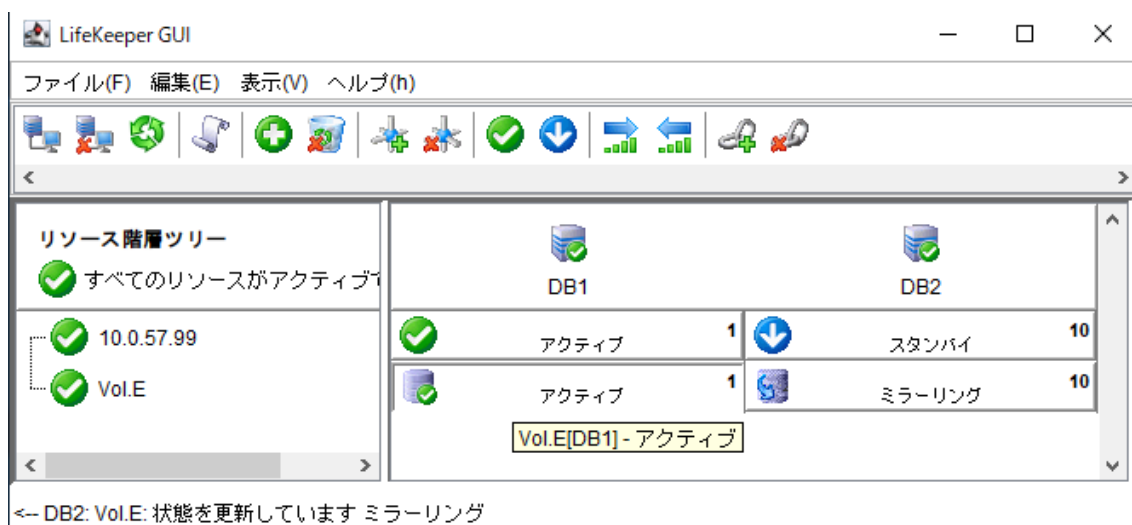 LifeKeeper GUI
ファイル(F) 編集(E) 表示(V) ヘルプ(h)
リソース階層ツリー
すべてのリソースがアクティブ
DB1
DB2
10.0.57.99
アクティブ 1
スタンバイ 10
Vol.E
アクティブ 1
ミラーリング 10
Vol.E[DB1] - アクティブ
<-- DB2: Vol.E: 状態を更新しています ミラーリング